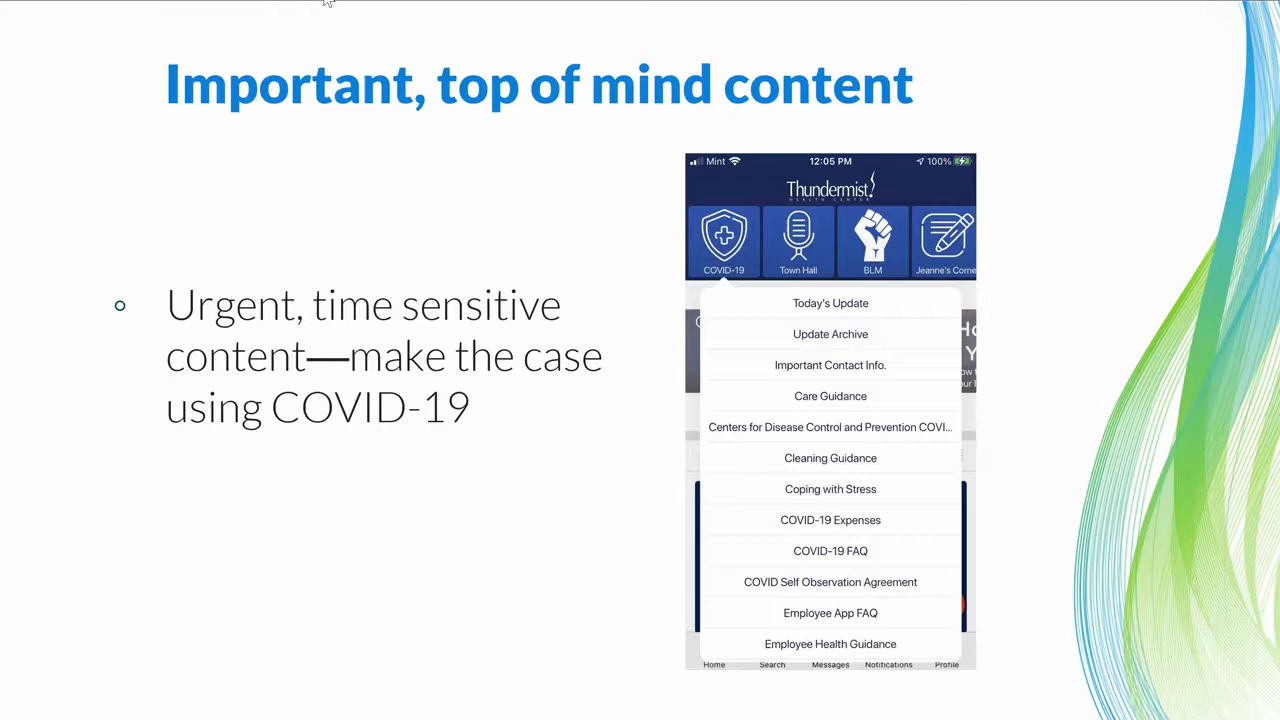 Important, top of mind content
Urgent, time sensitive
content—make the case
using COVID-19
Mint 12:05 PM 100%
Thundermist
HEALTH CENTER
COVID-19 Town Hall BLM Jeanne's Corne
Today's Update
Update Archive
Important Contact Info.
Care Guidance
Centers for Disease Control and Prevention COVI...
Cleaning Guidance
Coping with Stress
COVID-19 Expenses
COVID-19 FAQ
COVID Self Observation Agreement
Employee App FAQ
Employee Health Guidance
Home Search Messages Notifications Profile